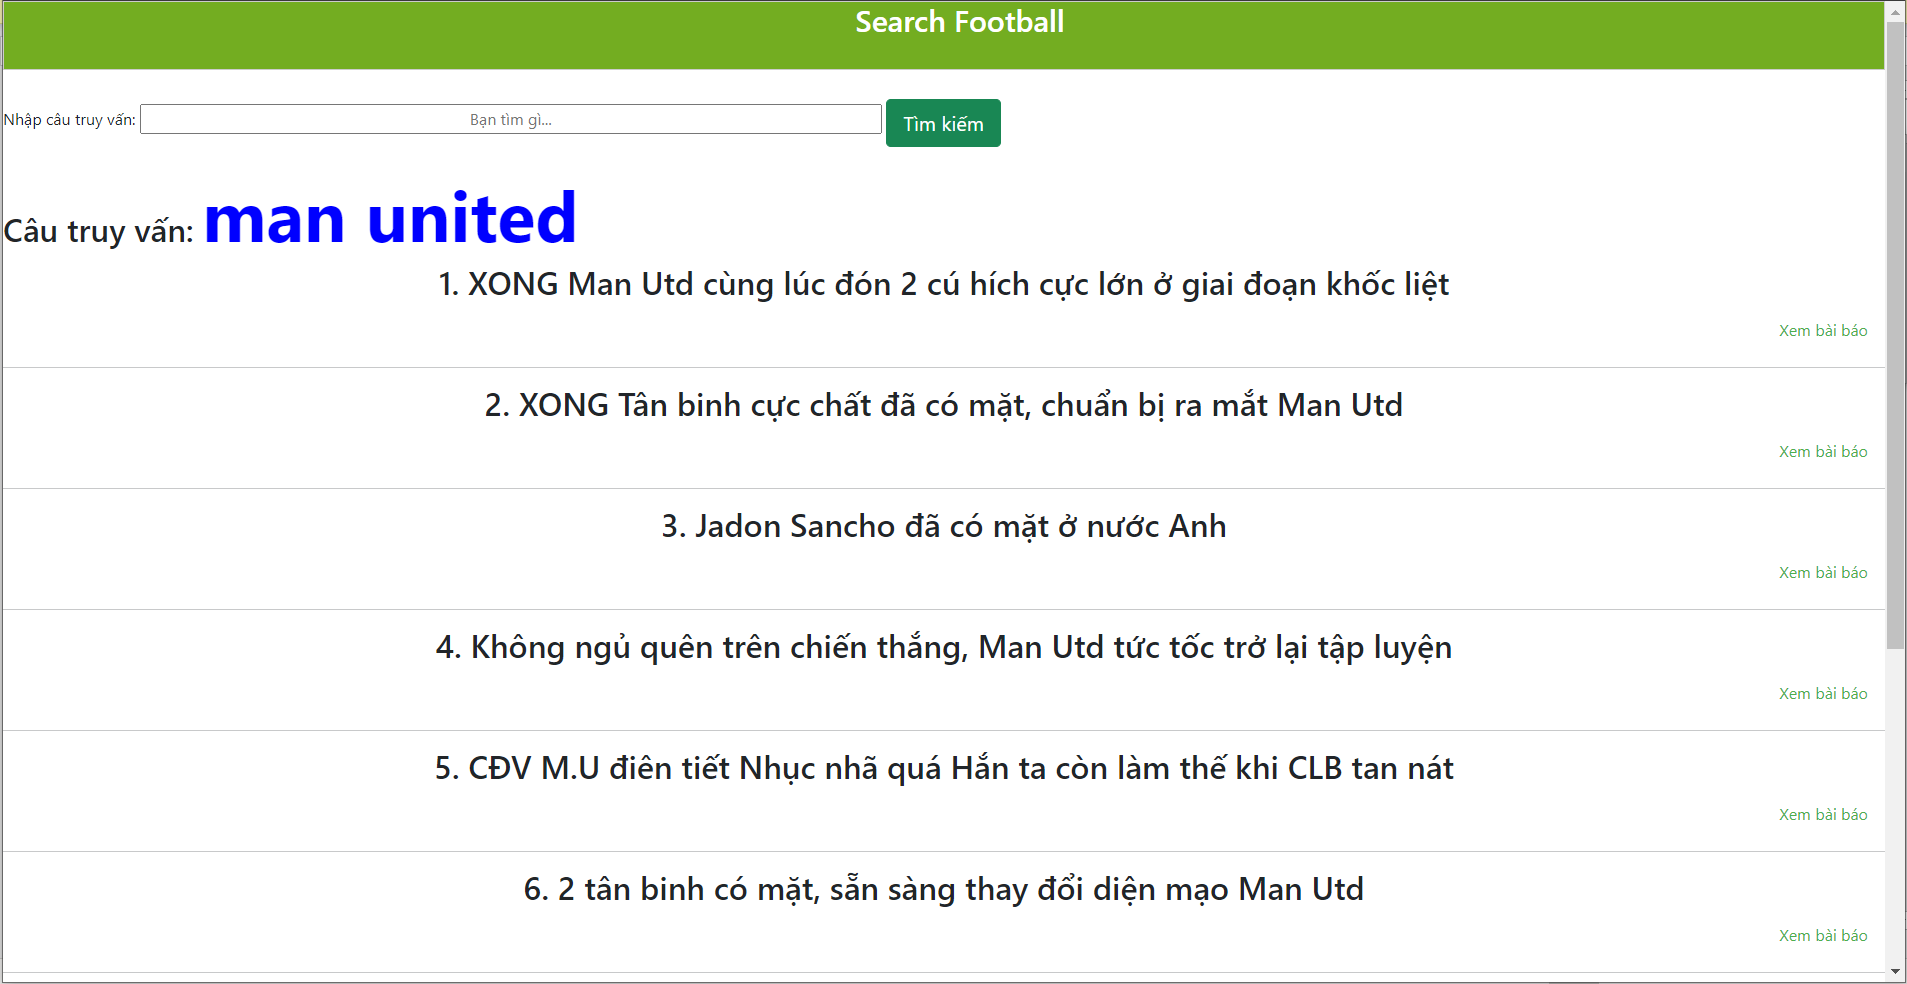 Search Football
Nhập câu truy vấn: Bạn tìm gì... Tìm kiếm
Câu truy vấn: man united
1. XONG Man Utd cùng lúc đón 2 cú hích cực lớn ở giai đoạn khốc liệt
Xem bài báo
2. XONG Tân binh cực chất đã có mặt, chuẩn bị ra mắt Man Utd
Xem bài báo
3. Jadon Sancho đã có mặt ở nước Anh
Xem bài báo
4. Không ngủ quên trên chiến thắng, Man Utd tức tốc trở lại tập luyện
Xem bài báo
5. CĐV M.U điên tiết Nhục nhã quá Hắn ta còn làm thế khi CLB tan nát
Xem bài báo
6. 2 tân binh có mặt, sẵn sàng thay đổi diện mạo Man Utd
Xem bài báo